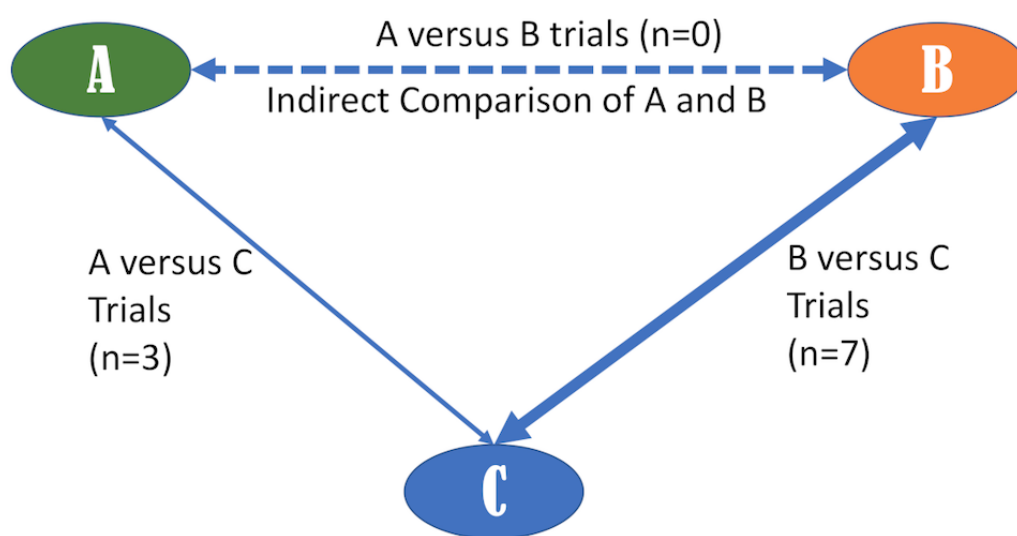 A versus B trials (n=0)
A
B
Indirect Comparison of A and B
A versus C
Trials
(n=3)
B versus C
Trials
(n=7)
C